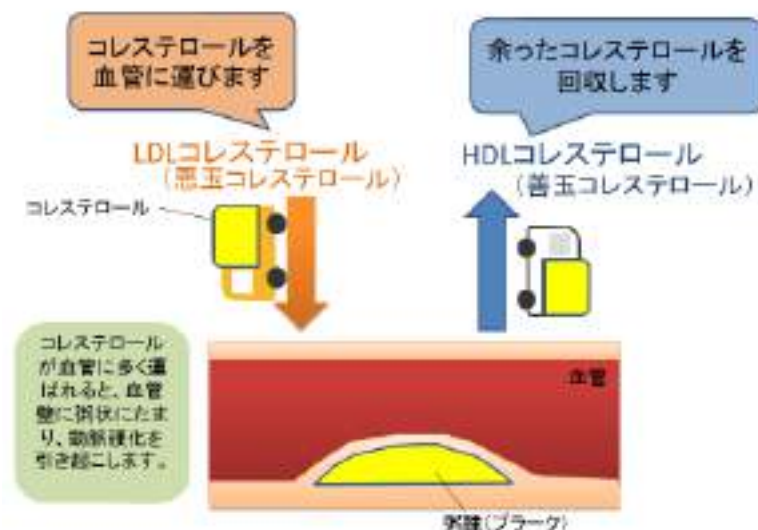 コレステロールを
血管に運びます
余ったコレステロールを
回収します
LDLコレステロール
(悪玉コレステロール)
HDLコレステロール
(善玉コレステロール)
コレステロール
コレステロール
が血管に多く運
ばれると、血管
壁に粥状にたま
り、動脈硬化を
引き起こします。
血管
粥腫(プラーク)